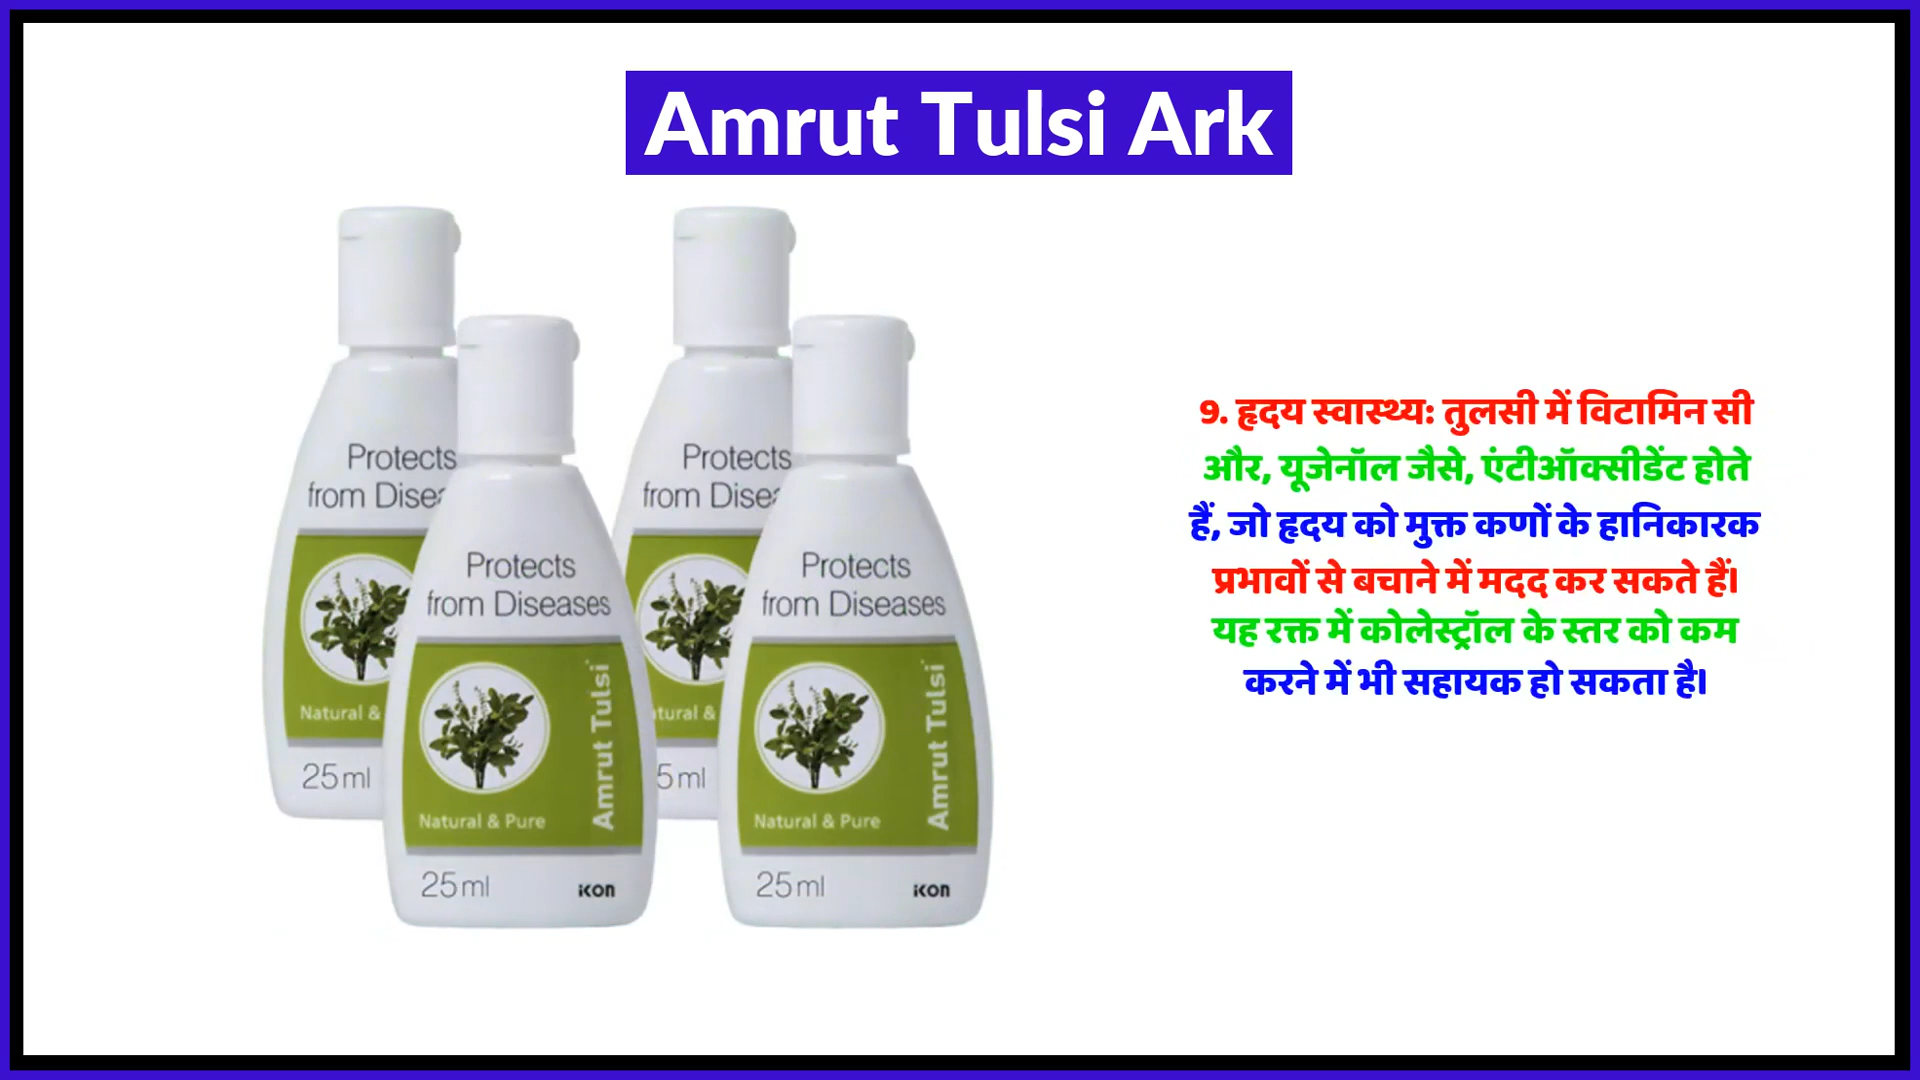 Amrut Tulsi Ark
Protects
from Disea
Natural &
25ml
Protects
from Diseases
Amrut Tulsi
Natural & Pure
25ml
ikon
Protects
from Disea
tural &
5ml
Protects
from Diseases
Amrut Tulsi
Natural & Pure
25ml
ikon
9. हृदय स्वास्थ्य: तुलसी में विटामिन सी
और, यूजेनॉल जैसे, एंटीऑक्सीडेंट होते
हैं, जो हृदय को मुक्त कणों के हानिकारक
प्रभावों से बचाने में मदद कर सकते हैं।
यह रक्त में कोलेस्ट्रॉल के स्तर को कम
करने में भी सहायक हो सकता है।